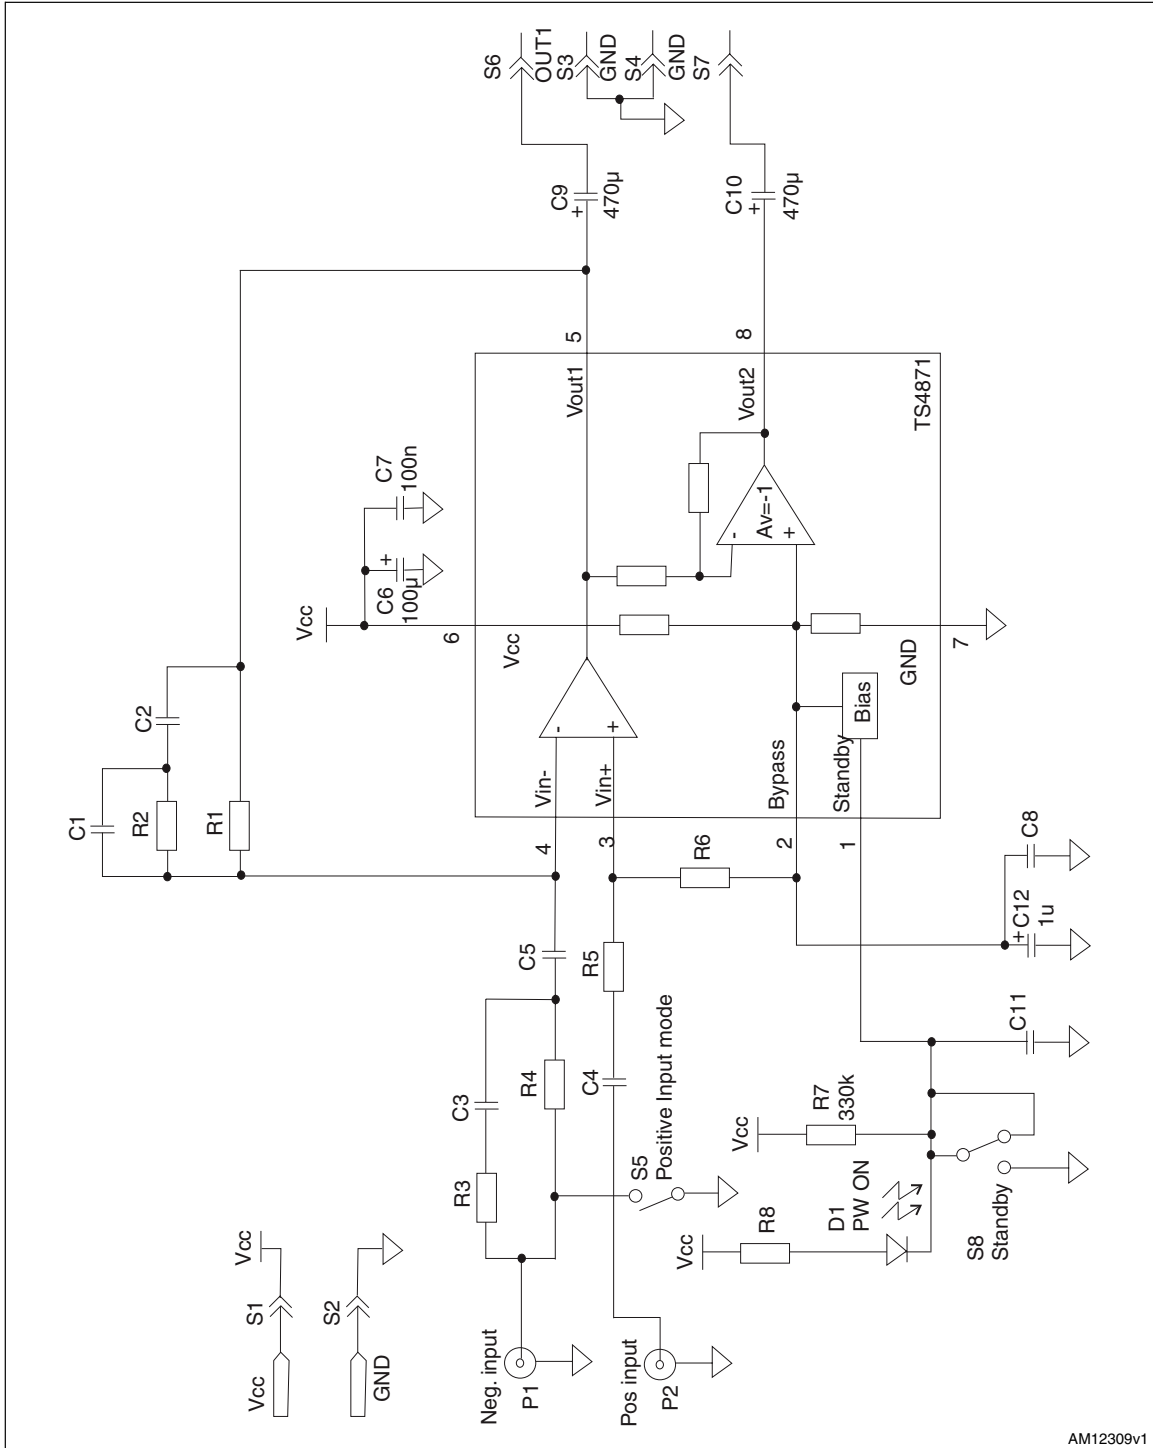 S6
OUT1
S3
GND
S4
GND
S7
C9
+
470µ
C10
+
470µ
5
8
Vout1
Vout2
TS4871
C7
100n
+
C6
100µ
Vcc
6
Vcc
-
Av=-1
+
GND
7
C2
C1
R2
R1
-
+
Vin-
Vin+
Bypass
Standby
Bias
4
3
R6
2
1
C8
+
C12
1u
C5
R5
C11
C3
R4
C4
Positive Input mode
S5
R3
Vcc
R7
330k
Vcc
R8
D1
PW ON
S8
Standby
Vcc
S1
S2
Vcc
GND
Neg. input
P1
Pos input
P2
AM12309v1